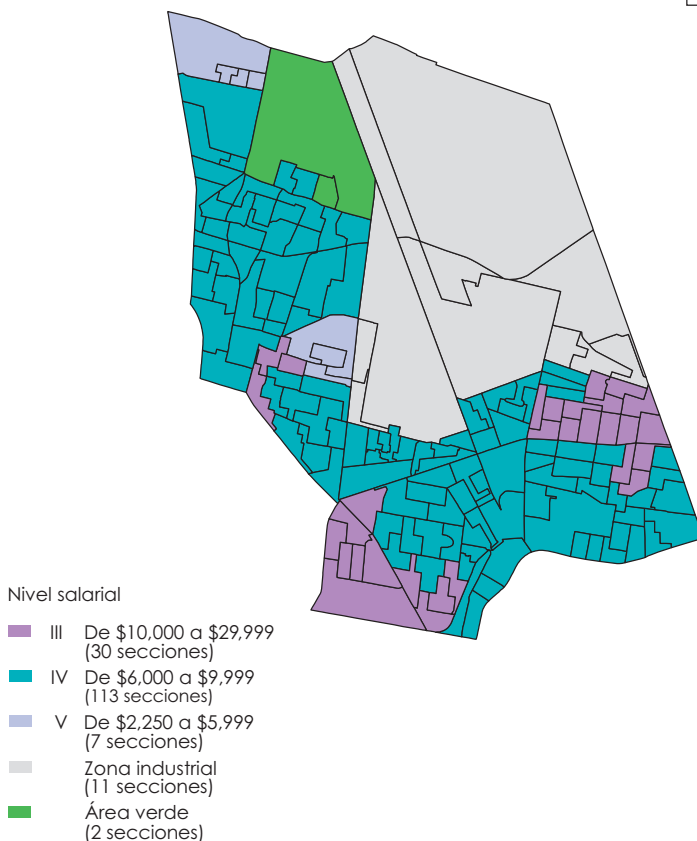 Nivel salarial
III De $10,000 a $29,999
(30 secciones)
IV De $6,000 a $9,999
(113 secciones)
V De $2,250 a $5,999
(7 secciones)
Zona industrial
(11 secciones)
Área verde
(2 secciones)